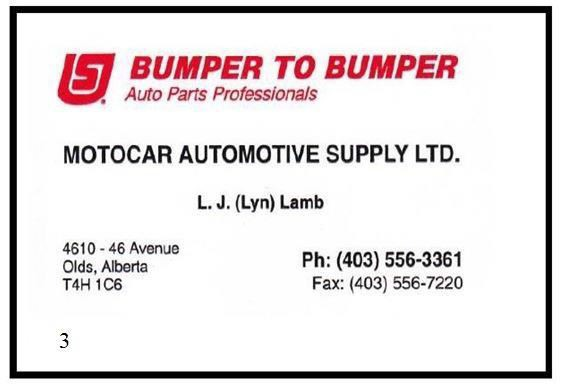 BUMPER TO BUMPER
Auto Parts Professionals
MOTOCAR AUTOMOTIVE SUPPLY LTD.
L. J. (Lyn) Lamb
4610 - 46 Avenue
Olds, Alberta
T4H 1C6
Ph: (403) 556-3361
Fax: (403) 556-7220
3